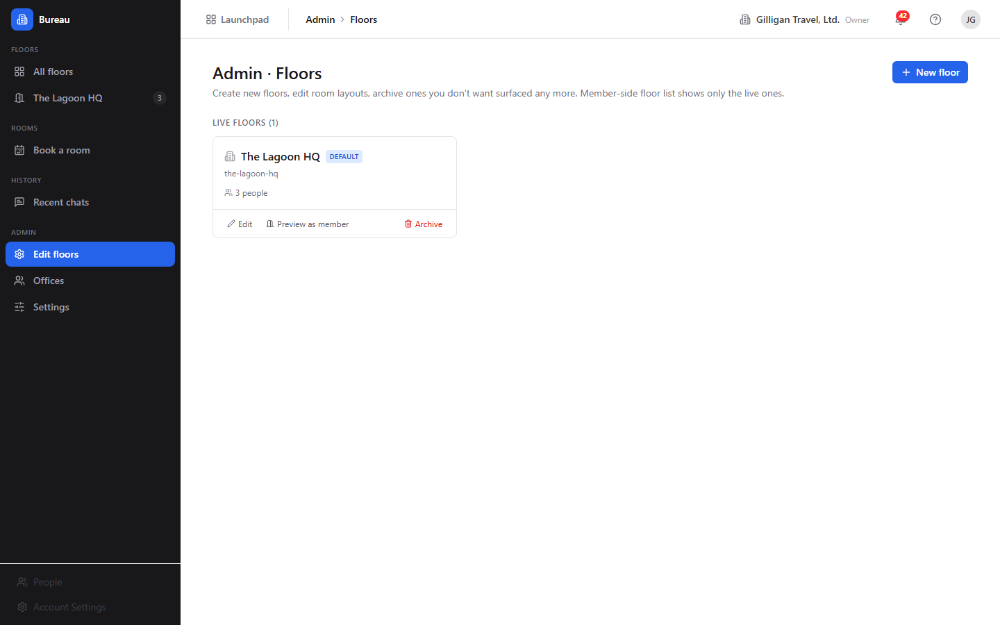 Bureau
FLOORS
All floors
The Lagoon HQ 3
ROOMS
Book a room
HISTORY
Recent chats
ADMIN
Edit floors
Offices
Settings
People
Account Settings
Launchpad
Admin > Floors
Gilligan Travel, Ltd. Owner
42
JG
Admin · Floors
New floor
Create new floors, edit room layouts, archive ones you don't want surfaced any more. Member-side floor list shows only the live ones.
LIVE FLOORS (1)
The Lagoon HQ DEFAULT
the-lagoon-hq
3 people
Edit Preview as member Archive